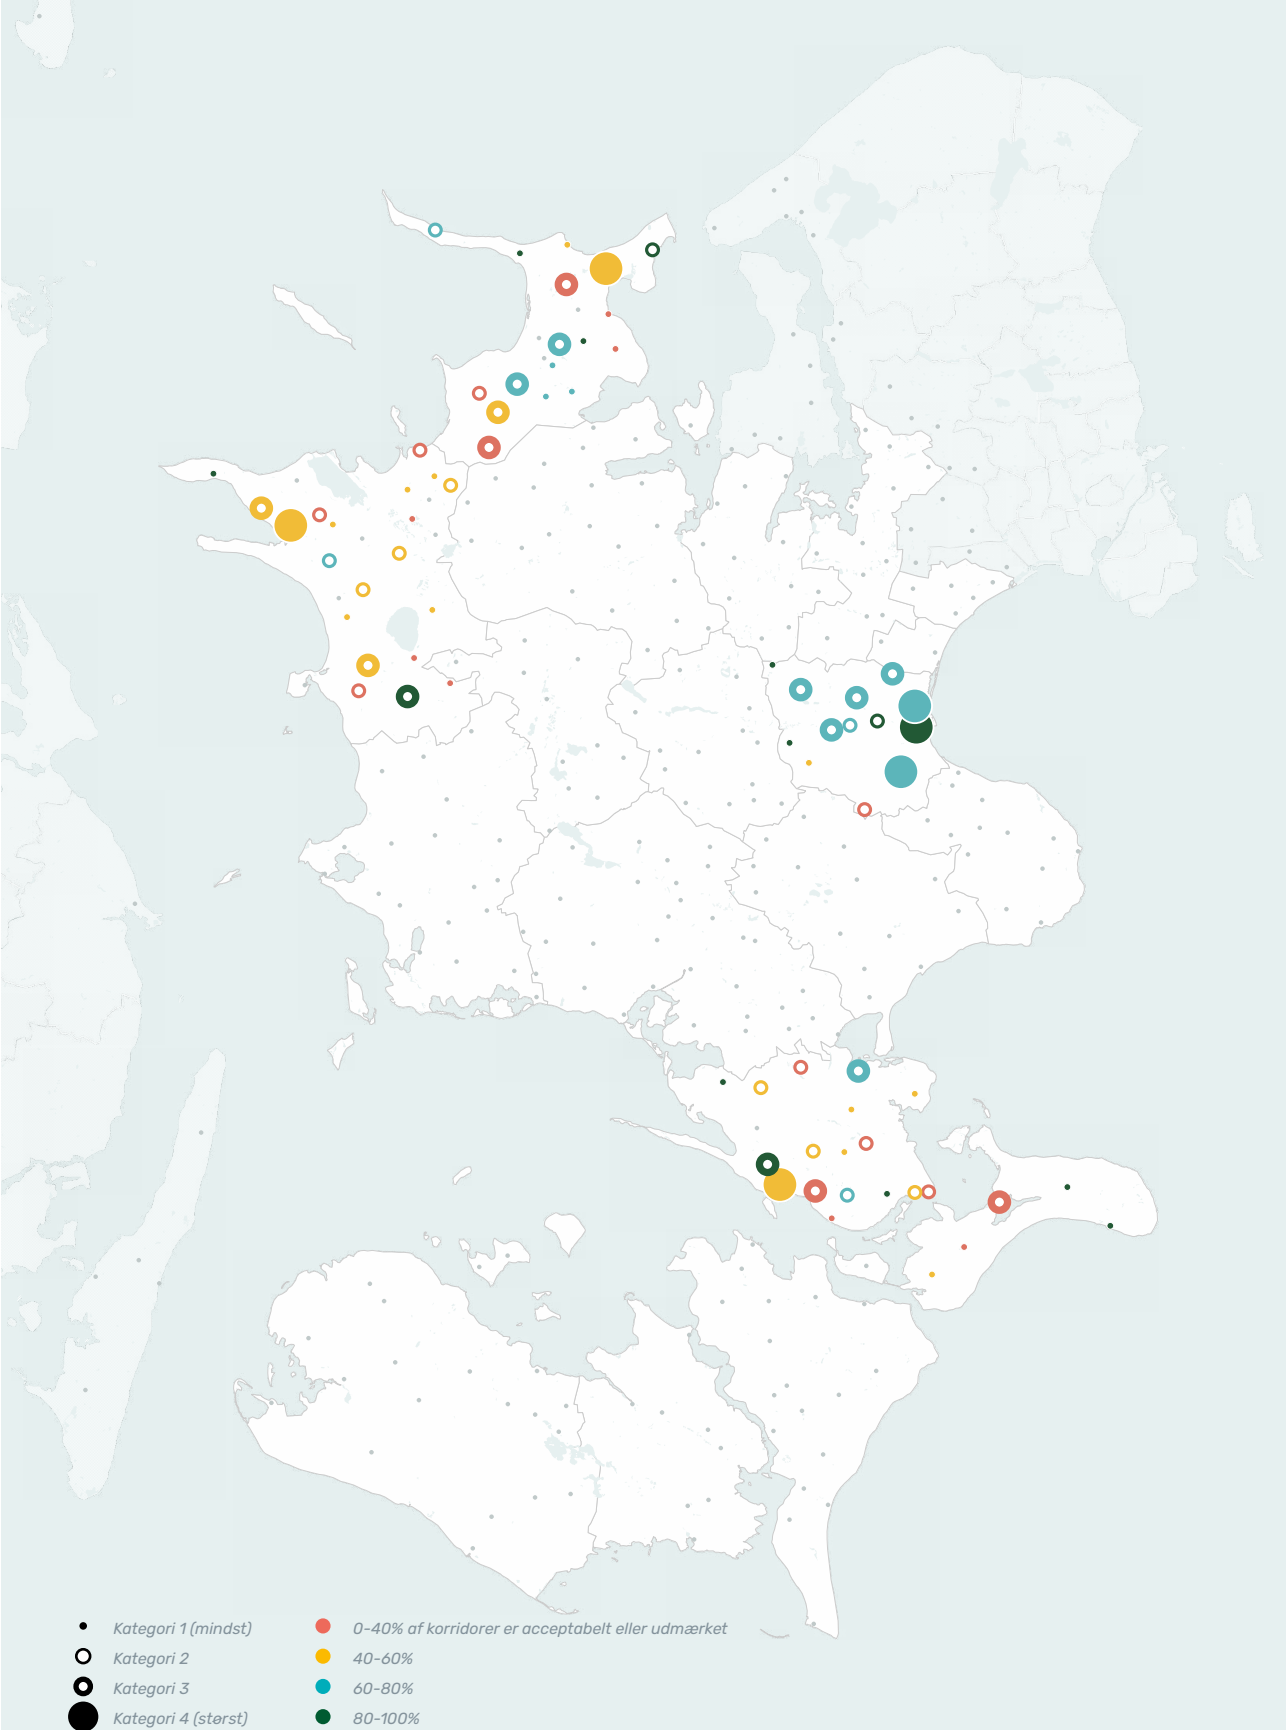 Kategori 1 (mindst)
Kategori 2
Kategori 3
Kategori 4 (størst)
0-40% af korridorer er acceptabelt eller udmærket
40-60%
60-80%
80-100%